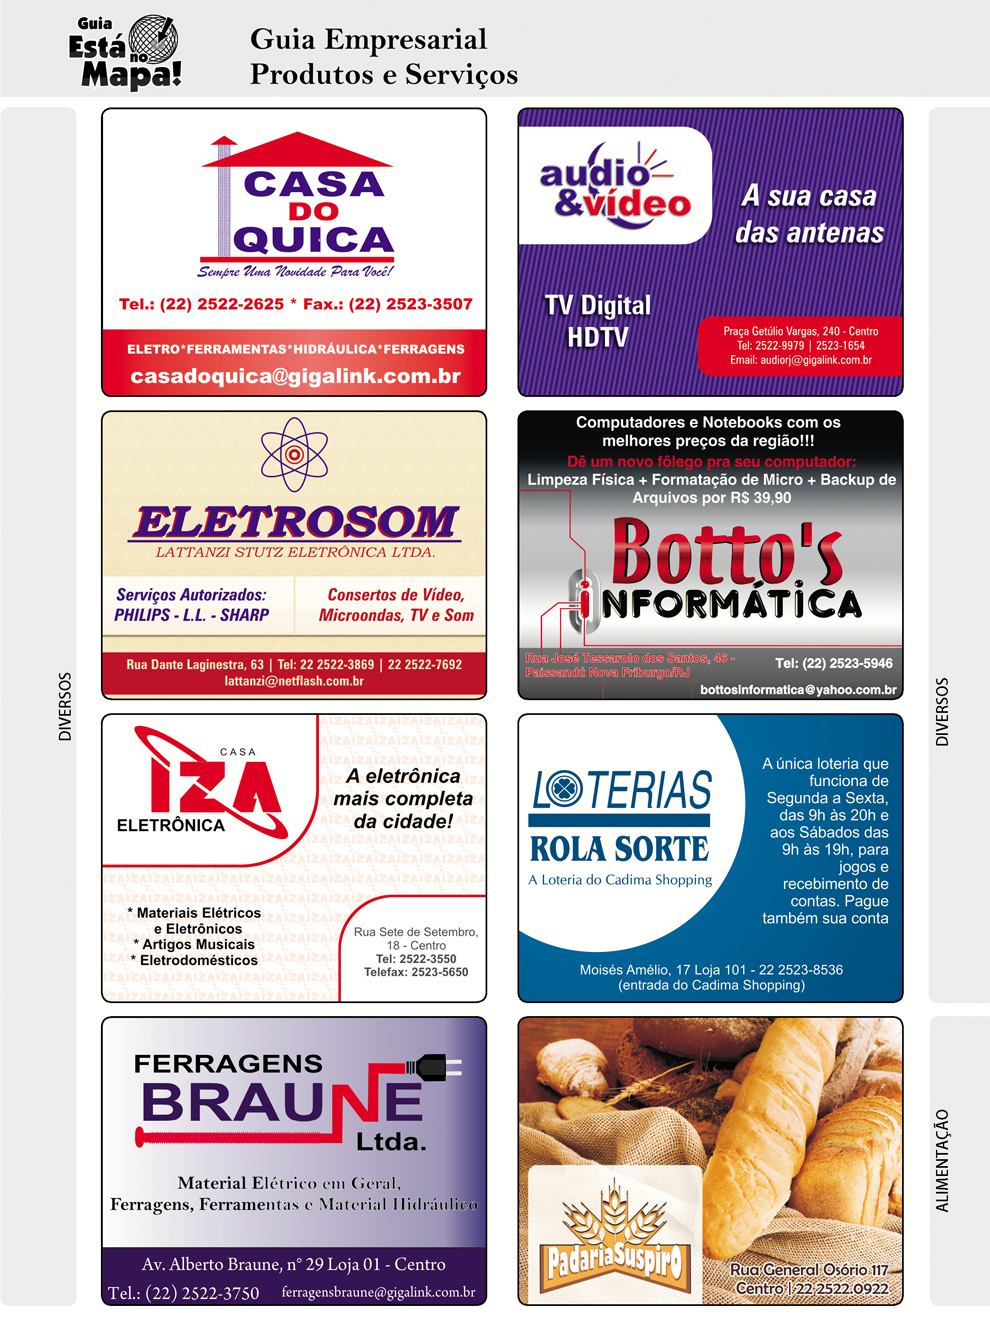 Guia
Está
no
Mapa!
Guia Empresarial
Produtos e Serviços
CASA
DO
QUICA
Sempre Uma Novidade Para Você!
Tel.: (22) 2522-2625 * Fax.: (22) 2523-3507
ELETRO*FERRAMENTAS*HIDRÁULICA*FERRAGENS
casadoquica@gigalink.com.br
audio
&vídeo
A sua casa
das antenas
TV Digital
HDTV
Praça Getúlio Vargas, 240 - Centro
Tel: 2522-9979 | 2523-1654
Email: audiorj@gigalink.com.br
ELETROSOM
LATTANZI STUTZ ELETRÔNICA LTDA.
Serviços Autorizados:
PHILIPS - L.L. - SHARP
Consertos de Vídeo,
Microondas, TV e Som
Rua Dante Laginestra, 63 | Tel: 22 2522-3869 | 22 2522-7692
lattanzi@netflash.com.br
Computadores e Notebooks com os
melhores preços da região!!!
Dê um novo fôlego pra seu computador:
Limpeza Física + Formatação de Micro + Backup de
Arquivos por R$ 39,90
Botto's
iNFORMÁTICA
Rua José Tessarolo dos Santos, 46 -
Paissandú Nova Friburgo/RJ
Tel: (22) 2523-5946
bottosinformatica@yahoo.com.br
DIVERSOS
CASA
IZA
ELETRÔNICA
A eletrônica
mais completa
da cidade!
* Materiais Elétricos
e Eletrônicos
* Artigos Musicais
* Eletrodomésticos
Rua Sete de Setembro,
18 - Centro
Tel: 2522-3550
Telefax: 2523-5650
LOTERIAS
ROLA SORTE
A Loteria do Cadima Shopping
A única loteria que
funciona de
Segunda a Sexta,
das 9h às 20h e
aos Sábados das
9h às 19h, para
jogos e
recebimento de
contas. Pague
também sua conta
Moisés Amélio, 17 Loja 101 - 22 2523-8536
(entrada do Cadima Shopping)
DIVERSOS
FERRAGENS
BRAUNE
Ltda.
Material Elétrico em Geral,
Ferragens, Ferramentas e Material Hidráulico
Av. Alberto Braune, n° 29 Loja 01 - Centro
Tel.: (22) 2522-3750 ferragensbraune@gigalink.com.br
PadariaSuspiro
Rua General Osório 117
Centro | 22 2522.0922
ALIMENTAÇÃO